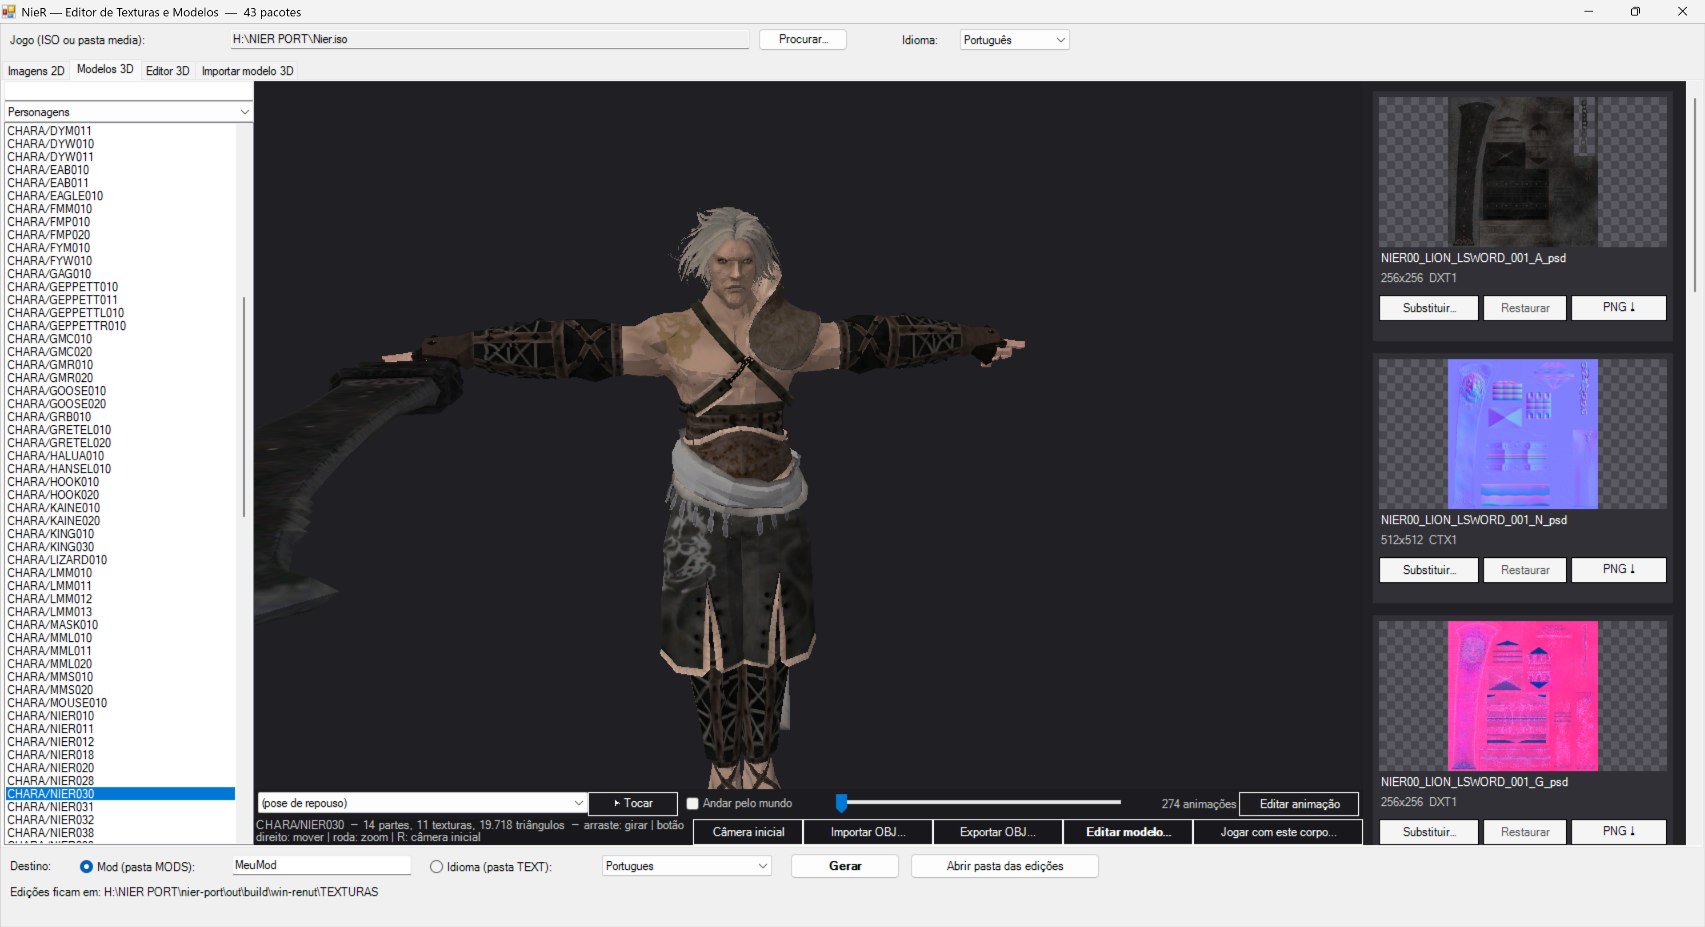 NieR — Editor de Texturas e Modelos — 43 pacotes
Jogo (ISO ou pasta media):
H:\NIER PORT\Nier.iso
Procurar...
Idioma:
Português
Imagens 2D
Modelos 3D
Editor 3D
Importar modelo 3D
Personagens
CHARA/DYM011
CHARA/DYW010
CHARA/DYW011
CHARA/EAB010
CHARA/EAB011
CHARA/EAGLE010
CHARA/FMM010
CHARA/FMP010
CHARA/FMP020
CHARA/FYM010
CHARA/FYW010
CHARA/GAG010
CHARA/GEPPETT010
CHARA/GEPPETT011
CHARA/GEPPETTL010
CHARA/GEPPETTR010
CHARA/GMC010
CHARA/GMC020
CHARA/GMR010
CHARA/GMR020
CHARA/GOOSE010
CHARA/GOOSE020
CHARA/GRB010
CHARA/GRETEL010
CHARA/GRETEL020
CHARA/HALUA010
CHARA/HANSEL010
CHARA/HOOK010
CHARA/HOOK020
CHARA/KAINE010
CHARA/KAINE020
CHARA/KING010
CHARA/KING030
CHARA/LIZARD010
CHARA/LMM010
CHARA/LMM011
CHARA/LMM012
CHARA/LMM013
CHARA/MASK010
CHARA/MML010
CHARA/MML011
CHARA/MML020
CHARA/MMS010
CHARA/MMS020
CHARA/MOUSE010
CHARA/NIER010
CHARA/NIER011
CHARA/NIER012
CHARA/NIER018
CHARA/NIER020
CHARA/NIER028
CHARA/NIER030
CHARA/NIER031
CHARA/NIER032
CHARA/NIER038
(pose de repouso)
Tocar
Andar pelo mundo
274 animações
Editar animação
CHARA/NIER030 – 14 partes, 11 texturas, 19.718 triângulos – arraste: girar | botão
direito: mover | roda: zoom | R: câmera inicial
Câmera inicial
Importar OBJ...
Exportar OBJ...
Editar modelo...
Jogar com este corpo...
NIER00_LION_LSWORD_001_A_psd
256x256 DXT1
Substituir...
Restaurar
PNG ↓
NIER00_LION_LSWORD_001_N_psd
512x512 CTX1
Substituir...
Restaurar
PNG ↓
NIER00_LION_LSWORD_001_G_psd
256x256 DXT1
Substituir...
Restaurar
PNG ↓
Destino:
Mod (pasta MODS):
MeuMod
Idioma (pasta TEXT):
Portugues
Gerar
Abrir pasta das edições
Edições ficam em: H:\NIER PORT\nier-port\out\build\win-renut\TEXTURAS